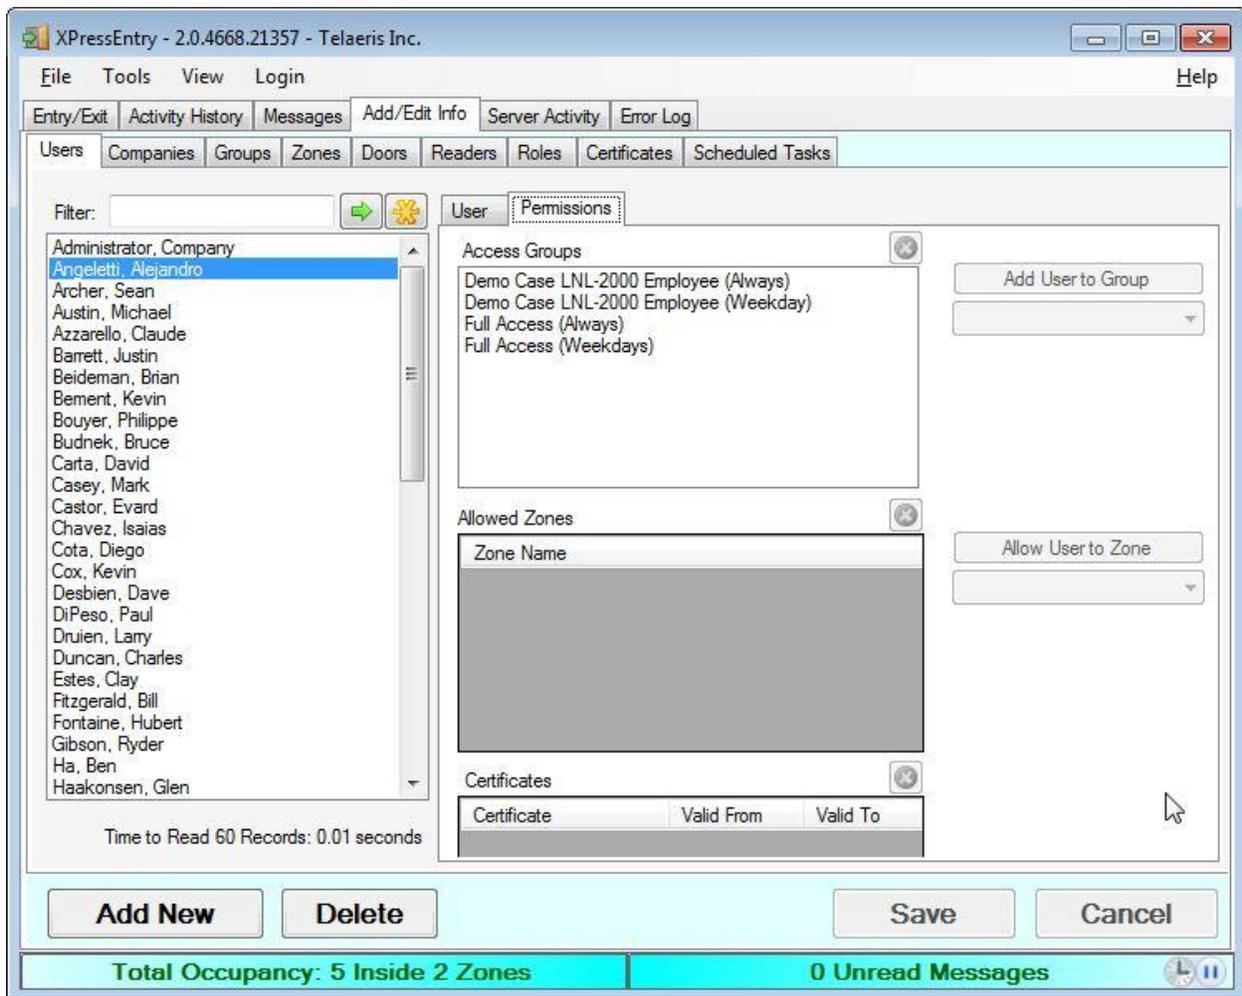 XPressEntry - 2.0.4668.21357 - Telaeris Inc.
File Tools View Login Help
Entry/Exit Activity History Messages Add/Edit Info Server Activity Error Log
Users Companies Groups Zones Doors Readers Roles Certificates Scheduled Tasks
Filter:
User Permissions
Administrator, Company
Angeletti, Alejandro
Archer, Sean
Austin, Michael
Azzarello, Claude
Barrett, Justin
Beideman, Brian
Bement, Kevin
Bouyer, Philippe
Budnek, Bruce
Carta, David
Casey, Mark
Castor, Evard
Chavez, Isaias
Cota, Diego
Cox, Kevin
Desbien, Dave
DiPeso, Paul
Druien, Larry
Duncan, Charles
Estes, Clay
Fitzgerald, Bill
Fontaine, Hubert
Gibson, Ryder
Ha, Ben
Haakonsen, Glen
Time to Read 60 Records: 0.01 seconds
Access Groups
Demo Case LNL-2000 Employee (Always)
Demo Case LNL-2000 Employee (Weekday)
Full Access (Always)
Full Access (Weekdays)
Add User to Group
Allowed Zones
Zone Name
Allow User to Zone
Certificates
Certificate Valid From Valid To
Add New Delete Save Cancel
Total Occupancy: 5 Inside 2 Zones 0 Unread Messages